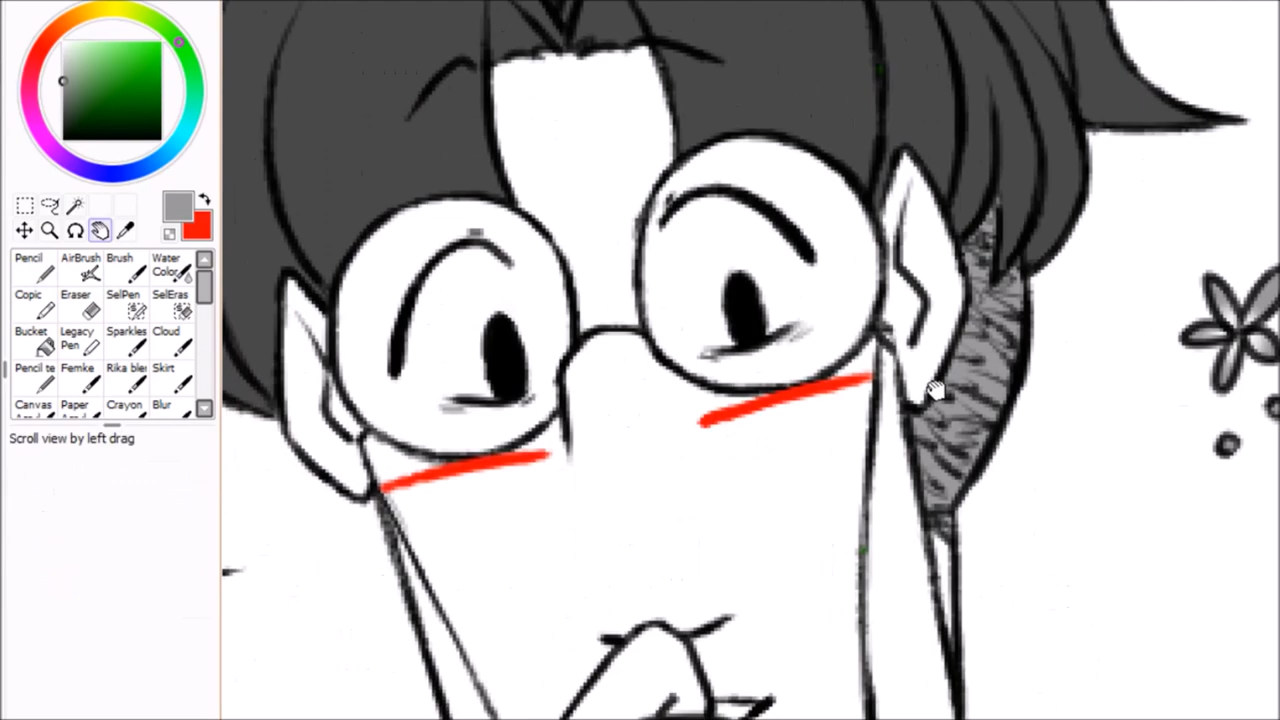 Pencil AirBrush Brush Water
Color
Copic Eraser SelPen SelEras
Bucket Legacy Sparkles Cloud
Pen
Pencil te Femke Rika ble Skirt
Canvas Paper Crayon Blur
Scroll view by left drag